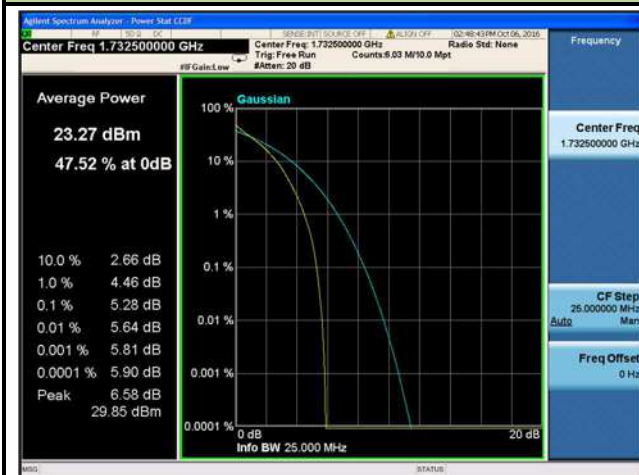 Agilent Spectrum Analyzer - Power Stat CCDF
RF 50 Ω DC SENSE:INT SOURCE OFF ALIGN OFF 02:48:43 PM Oct 06, 2016
Center Freq 1.732500000 GHz
Center Freq: 1.732500000 GHz Radio Std: None
Trig: Free Run Counts:6.03 M/10.0 Mpt
#IFGain:Low #Atten: 20 dB
Frequency
Average Power
23.27 dBm
47.52 % at 0dB
10.0 % 2.66 dB
1.0 % 4.46 dB
0.1 % 5.28 dB
0.01 % 5.64 dB
0.001 % 5.81 dB
0.0001 % 5.90 dB
Peak 6.58 dB
29.85 dBm
Gaussian
100 %
10 %
1 %
0.1 %
0.01 %
0.001 %
0.0001 %
0 dB 20 dB
Info BW 25.000 MHz
Center Freq
1.732500000 GHz
CF Step
25.000000 MHz
Auto Man
Freq Offset
0 Hz
MSG STATUS